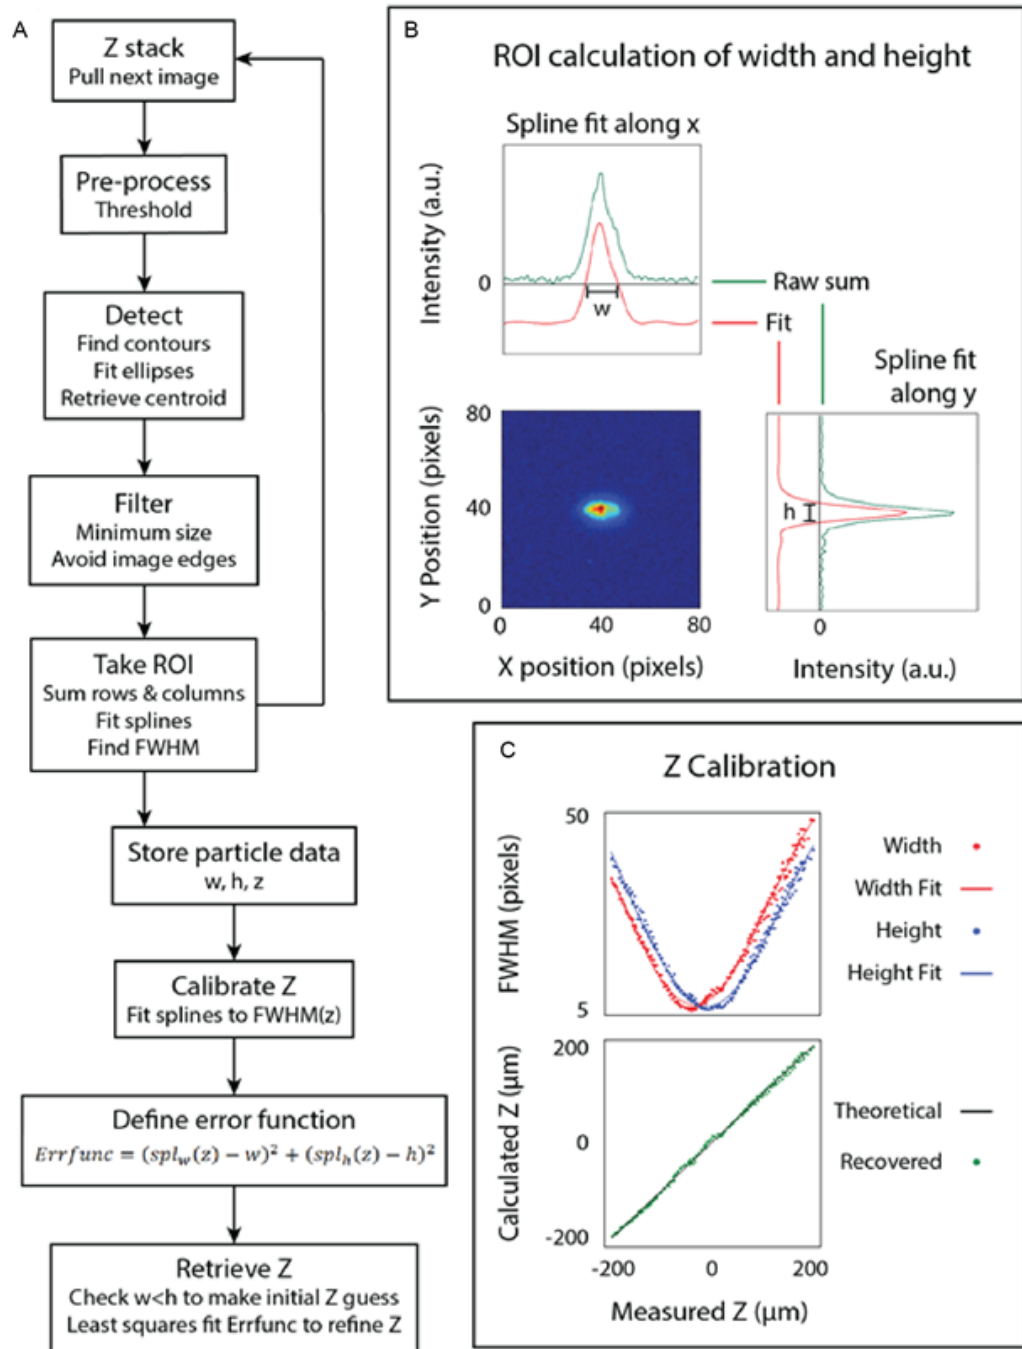 A
Z stack
Pull next image
Pre-process
Threshold
Detect
Find contours
Fit ellipses
Retrieve centroid
Filter
Minimum size
Avoid image edges
Take ROI
Sum rows & columns
Fit splines
Find FWHM
Store particle data
w, h, z
Calibrate Z
Fit splines to FWHM(z)
Define error function
Errfunc = (spl_w(z) − w)² + (spl_h(z) − h)²
Retrieve Z
Check w<h to make initial Z guess
Least squares fit Errfunc to refine Z
B
ROI calculation of width and height
Spline fit along x
Intensity (a.u.)
0
w
Raw sum
Fit
Spline fit
along y
Y Position (pixels)
80
40
0
0
40
80
X position (pixels)
h
0
Intensity (a.u.)
C
Z Calibration
FWHM (pixels)
50
5
Width
Width Fit
Height
Height Fit
Calculated Z (μm)
200
0
-200
Theoretical
Recovered
-200
0
200
Measured Z (μm)